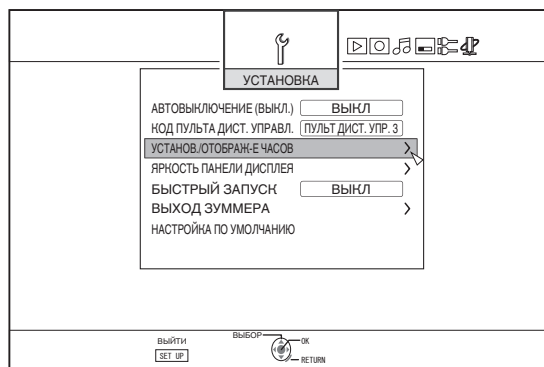 УСТАНОВКА
АВТОВЫКЛЮЧЕНИЕ (ВЫКЛ.) ВЫКЛ
КОД ПУЛЬТА ДИСТ. УПРАВЛ. ПУЛЬТ ДИСТ. УПР. 3
УСТАНОВ./ОТОБРАЖ-Е ЧАСОВ
ЯРКОСТЬ ПАНЕЛИ ДИСПЛЕЯ
БЫСТРЫЙ ЗАПУСК ВЫКЛ
ВЫХОД ЗУММЕРА
НАСТРОЙКА ПО УМОЛЧАНИЮ
ВЫЙТИ
SET UP
ВЫБОР
OK
RETURN